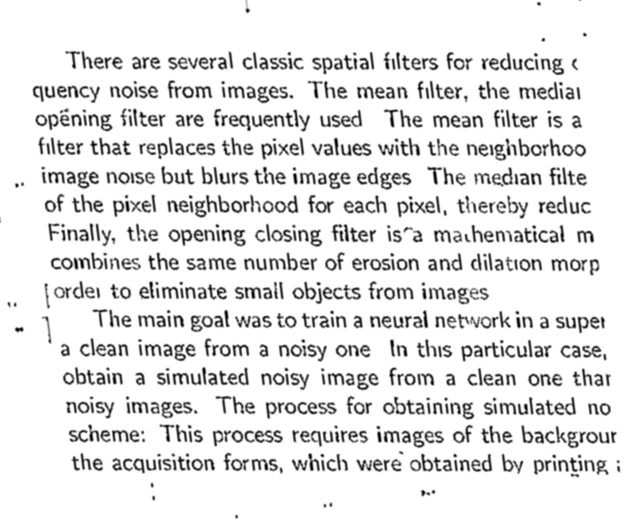 There are several classic spatial filters for reducing
quency noise from images. The mean filter, the
opening filter are frequently used The mean filter is a
filter that replaces the pixel values with the neighborhoo
image noise but blurs the image edges The median filte
of the pixel neighborhood for each pixel, thereby reduc
Finally, the opening closing filter is a mathematical m
combines the same number of erosion and dilation morp
order to eliminate small objects from images
The main goal was to train a neural network in a
a clean image from a noisy one In this particular case,
obtain a simulated noisy image from a clean one
noisy images. The process for obtaining simulated no
scheme: This process requires images of the
the acquisition forms, which were obtained by printing